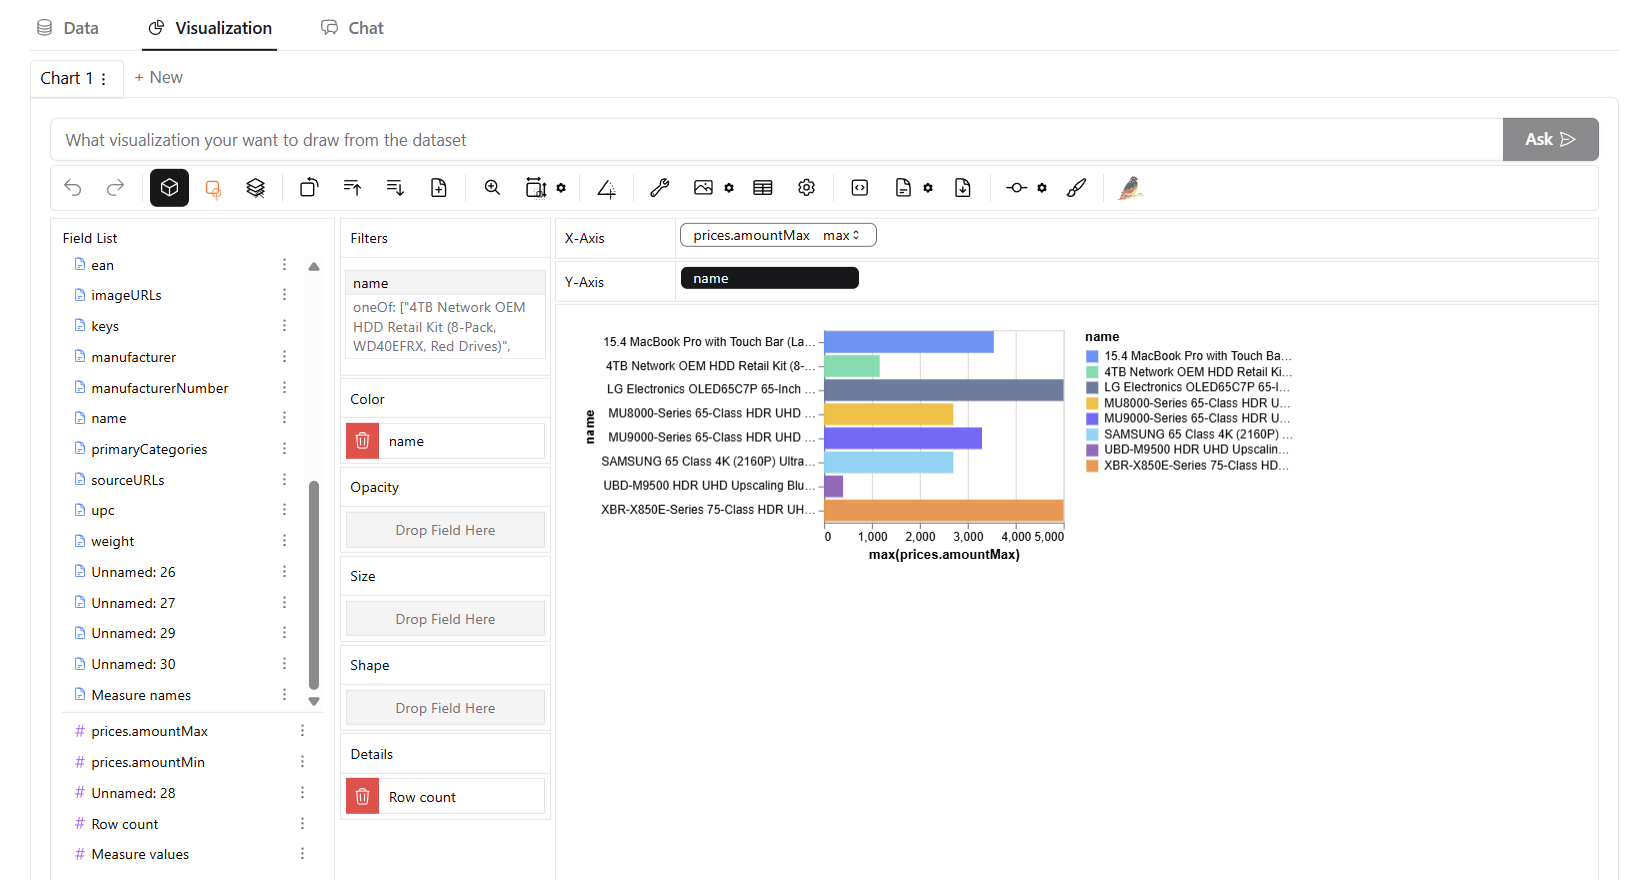 Data
Visualization
Chat
Chart 1
+ New
What visualization your want to draw from the dataset
Ask
Field List
ean
imageURLs
keys
manufacturer
manufacturerNumber
name
primaryCategories
sourceURLs
upc
weight
Unnamed: 26
Unnamed: 27
Unnamed: 29
Unnamed: 30
Measure names
# prices.amountMax
# prices.amountMin
# Unnamed: 28
# Row count
# Measure values
Filters
name
oneOf: ["4TB Network OEM
HDD Retail Kit (8-Pack,
WD40EFRX, Red Drives)",
Color
name
Opacity
Drop Field Here
Size
Drop Field Here
Shape
Drop Field Here
Details
Row count
X-Axis
prices.amountMax max
Y-Axis
name
name
15.4 MacBook Pro with Touch Bar (La...
4TB Network OEM HDD Retail Kit (8-...
LG Electronics OLED65C7P 65-Inch ...
MU8000-Series 65-Class HDR UHD ...
MU9000-Series 65-Class HDR UHD ...
SAMSUNG 65 Class 4K (2160P) Ultra...
UBD-M9500 HDR UHD Upscaling Blu...
XBR-X850E-Series 75-Class HDR UH...
0 1,000 2,000 3,000 4,000 5,000
max(prices.amountMax)
name
15.4 MacBook Pro with Touch Ba...
4TB Network OEM HDD Retail Ki...
LG Electronics OLED65C7P 65-I...
MU8000-Series 65-Class HDR U...
MU9000-Series 65-Class HDR U...
SAMSUNG 65 Class 4K (2160P) ...
UBD-M9500 HDR UHD Upscalin...
XBR-X850E-Series 75-Class HD...